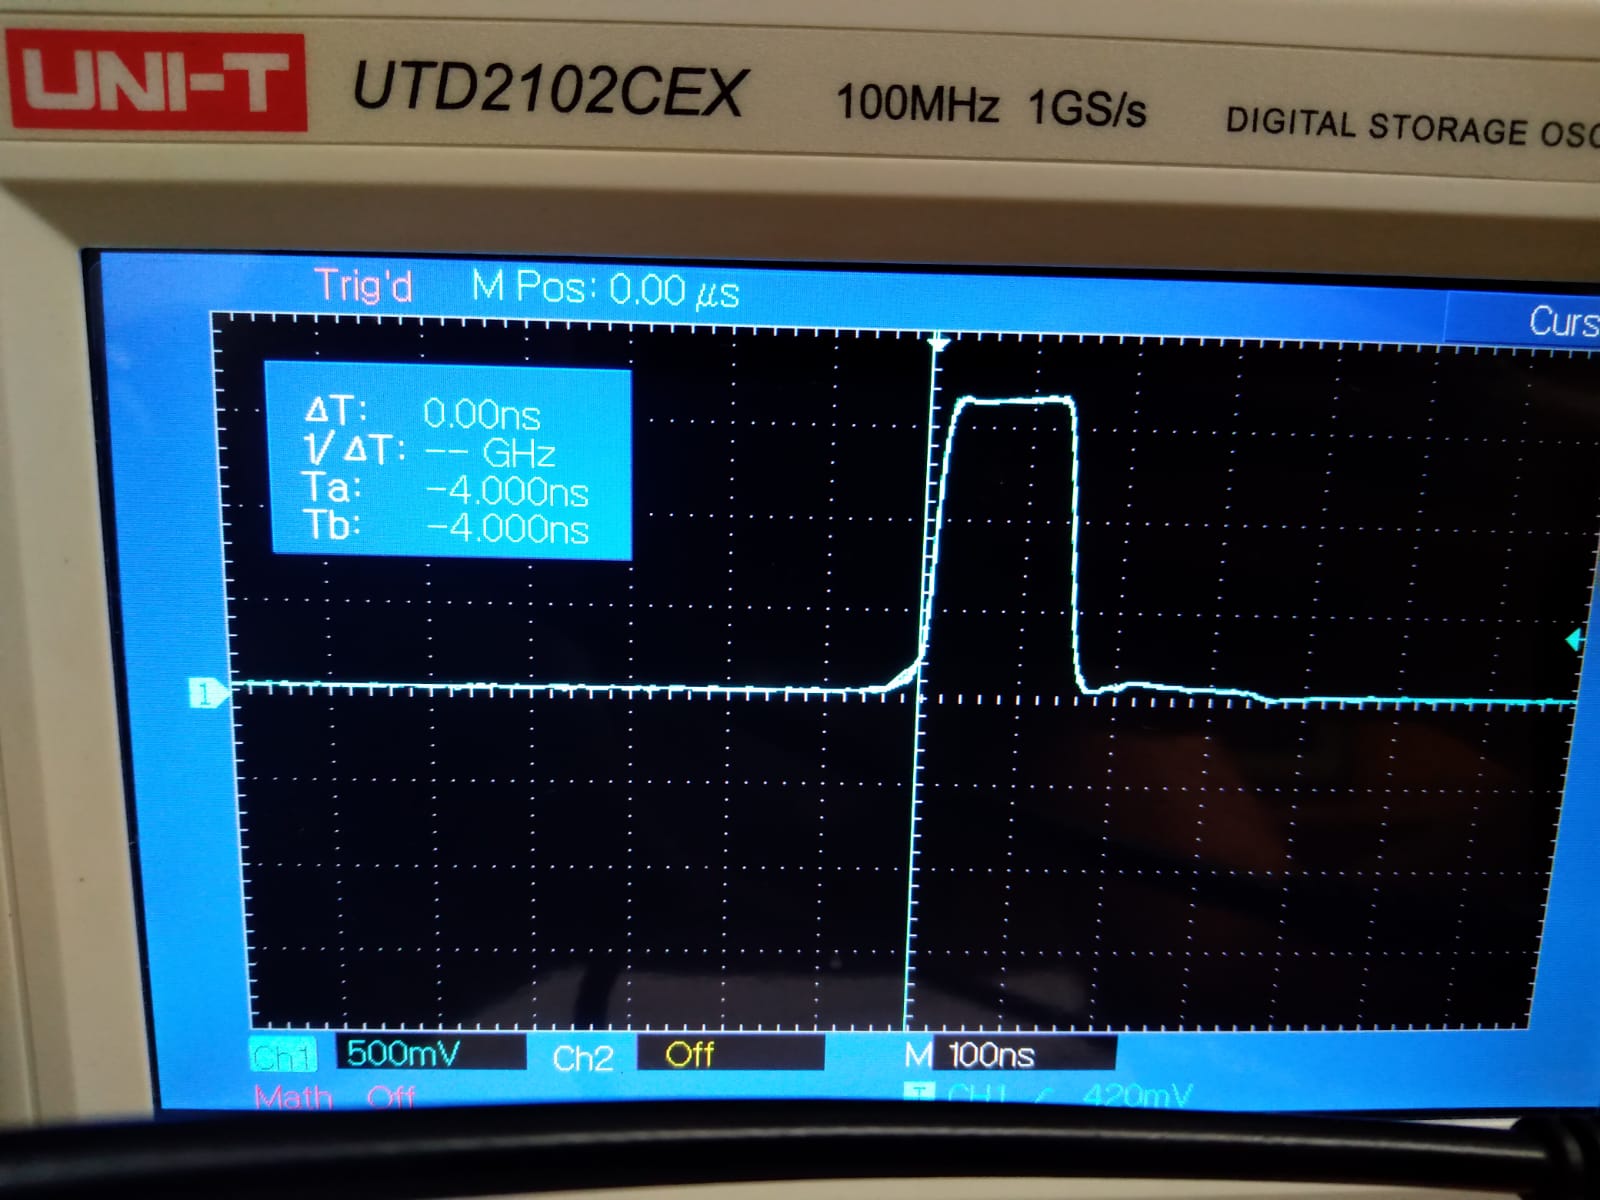 UNI-T UTD2102CEX 100MHz 1GS/s DIGITAL STORAGE
Trig'd M Pos: 0.00 μs
Curs
ΔT: 0.00ns
1/ΔT: -- GHz
Ta: -4.000ns
Tb: -4.000ns
1
Ch1 500mV Ch2 Off M 100ns
Math Off T CH1 420mV